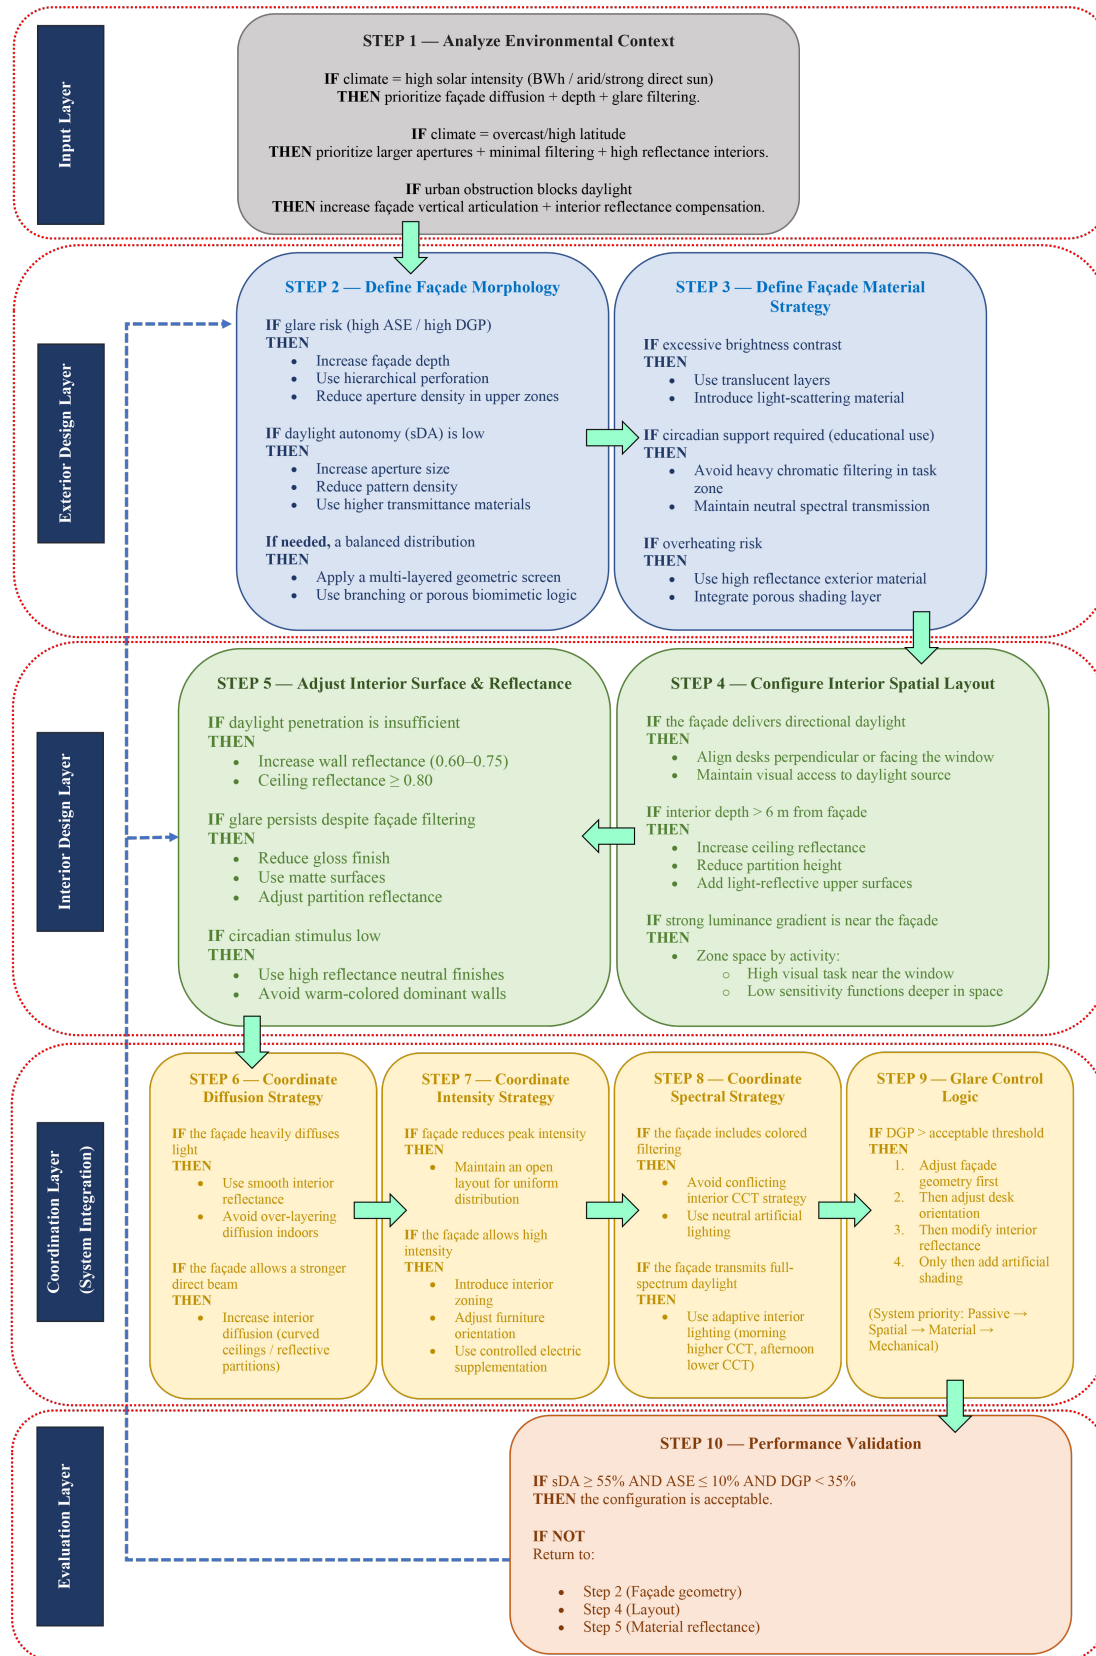 Input Layer
STEP 1 — Analyze Environmental Context
IF climate = high solar intensity (BWh / arid/strong direct sun)
THEN prioritize façade diffusion + depth + glare filtering.
IF climate = overcast/high latitude
THEN prioritize larger apertures + minimal filtering + high reflectance interiors.
IF urban obstruction blocks daylight
THEN increase façade vertical articulation + interior reflectance compensation.
Exterior Design Layer
STEP 2 — Define Façade Morphology
IF glare risk (high ASE / high DGP)
THEN
• Increase façade depth
• Use hierarchical perforation
• Reduce aperture density in upper zones
IF daylight autonomy (sDA) is low
THEN
• Increase aperture size
• Reduce pattern density
• Use higher transmittance materials
If needed, a balanced distribution
THEN
• Apply a multi-layered geometric screen
• Use branching or porous biomimetic logic
STEP 3 — Define Façade Material
Strategy
IF excessive brightness contrast
THEN
• Use translucent layers
• Introduce light-scattering material
IF circadian support required (educational use)
THEN
• Avoid heavy chromatic filtering in task
zone
• Maintain neutral spectral transmission
IF overheating risk
THEN
• Use high reflectance exterior material
• Integrate porous shading layer
Interior Design Layer
STEP 4 — Configure Interior Spatial Layout
IF the façade delivers directional daylight
THEN
• Align desks perpendicular or facing the window
• Maintain visual access to daylight source
IF interior depth > 6 m from façade
THEN
• Increase ceiling reflectance
• Reduce partition height
• Add light-reflective upper surfaces
IF strong luminance gradient is near the façade
THEN
• Zone space by activity:
○ High visual task near the window
○ Low sensitivity functions deeper in space
STEP 5 — Adjust Interior Surface & Reflectance
IF daylight penetration is insufficient
THEN
• Increase wall reflectance (0.60–0.75)
• Ceiling reflectance ≥ 0.80
IF glare persists despite façade filtering
THEN
• Reduce gloss finish
• Use matte surfaces
• Adjust partition reflectance
IF circadian stimulus low
THEN
• Use high reflectance neutral finishes
• Avoid warm-colored dominant walls
Coordination Layer
(System Integration)
STEP 6 — Coordinate
Diffusion Strategy
IF the façade heavily diffuses
light
THEN
• Use smooth interior
reflectance
• Avoid over-layering
diffusion indoors
IF the façade allows a stronger
direct beam
THEN
• Increase interior
diffusion (curved
ceilings / reflective
partitions)
STEP 7 — Coordinate
Intensity Strategy
IF façade reduces peak intensity
THEN
• Maintain an open
layout for uniform
distribution
IF the façade allows high
intensity
THEN
• Introduce interior
zoning
• Adjust furniture
orientation
• Use controlled electric
supplementation
STEP 8 — Coordinate
Spectral Strategy
IF the façade includes colored
filtering
THEN
• Avoid conflicting
interior CCT strategy
• Use neutral artificial
lighting
IF the façade transmits full-
spectrum daylight
THEN
• Use adaptive interior
lighting (morning
higher CCT, afternoon
lower CCT)
STEP 9 — Glare Control
Logic
IF DGP > acceptable threshold
THEN
1. Adjust façade
geometry first
2. Then adjust desk
orientation
3. Then modify interior
reflectance
4. Only then add artificial
shading
(System priority: Passive →
Spatial → Material →
Mechanical)
Evaluation Layer
STEP 10 — Performance Validation
IF sDA ≥ 55% AND ASE ≤ 10% AND DGP < 35%
THEN the configuration is acceptable.
IF NOT
Return to:
• Step 2 (Façade geometry)
• Step 4 (Layout)
• Step 5 (Material reflectance)